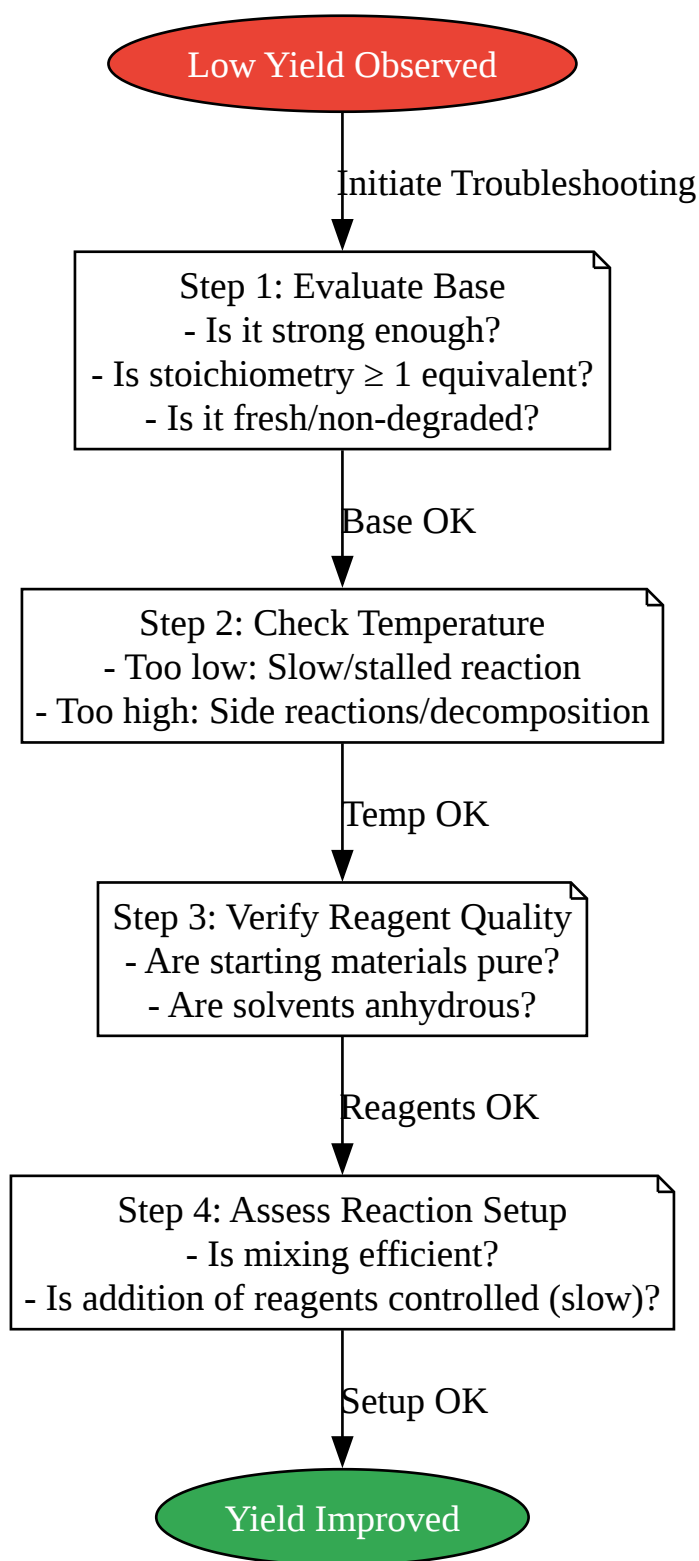 Low Yield Observed
Initiate Troubleshooting
Step 1: Evaluate Base
- Is it strong enough?
- Is stoichiometry ≥ 1 equivalent?
- Is it fresh/non-degraded?
Base OK
Step 2: Check Temperature
- Too low: Slow/stalled reaction
- Too high: Side reactions/decomposition
Temp OK
Step 3: Verify Reagent Quality
- Are starting materials pure?
- Are solvents anhydrous?
Reagents OK
Step 4: Assess Reaction Setup
- Is mixing efficient?
- Is addition of reagents controlled (slow)?
Setup OK
Yield Improved